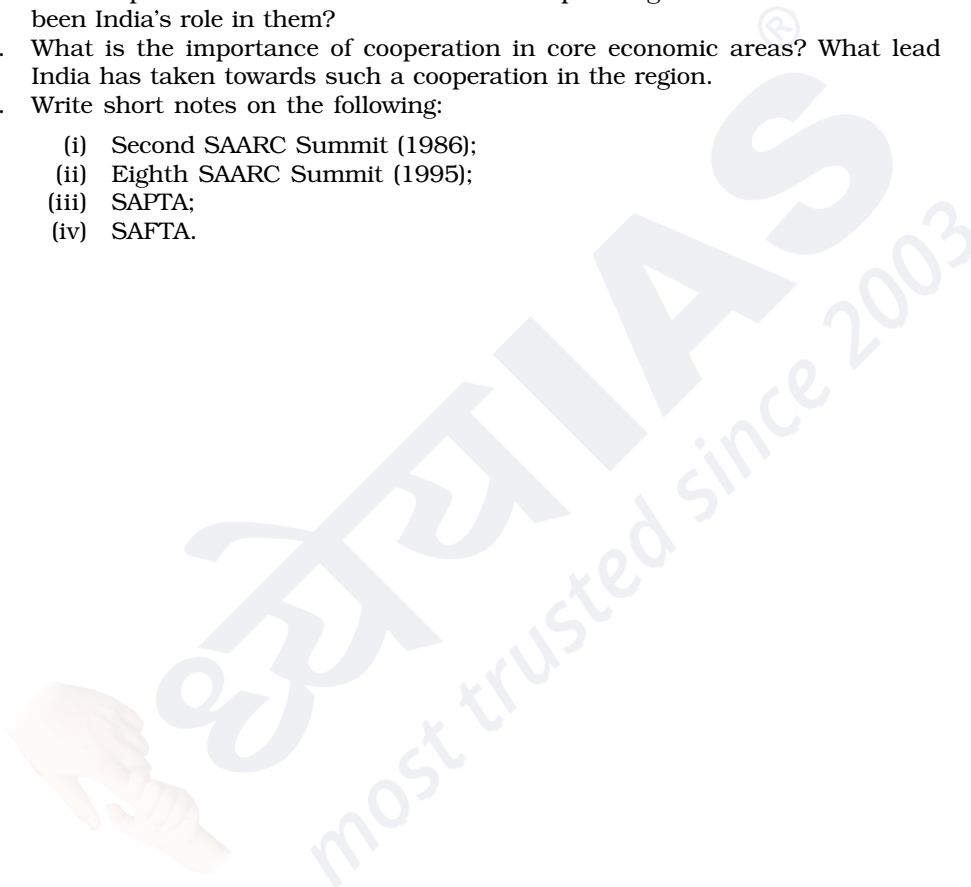 been India's role in them?
. What is the importance of cooperation in core economic areas? What lead
India has taken towards such a cooperation in the region.
. Write short notes on the following:
(i) Second SAARC Summit (1986);
(ii) Eighth SAARC Summit (1995);
(iii) SAPTA;
(iv) SAFTA.
ध्येय IAS ®
most trusted since 2003